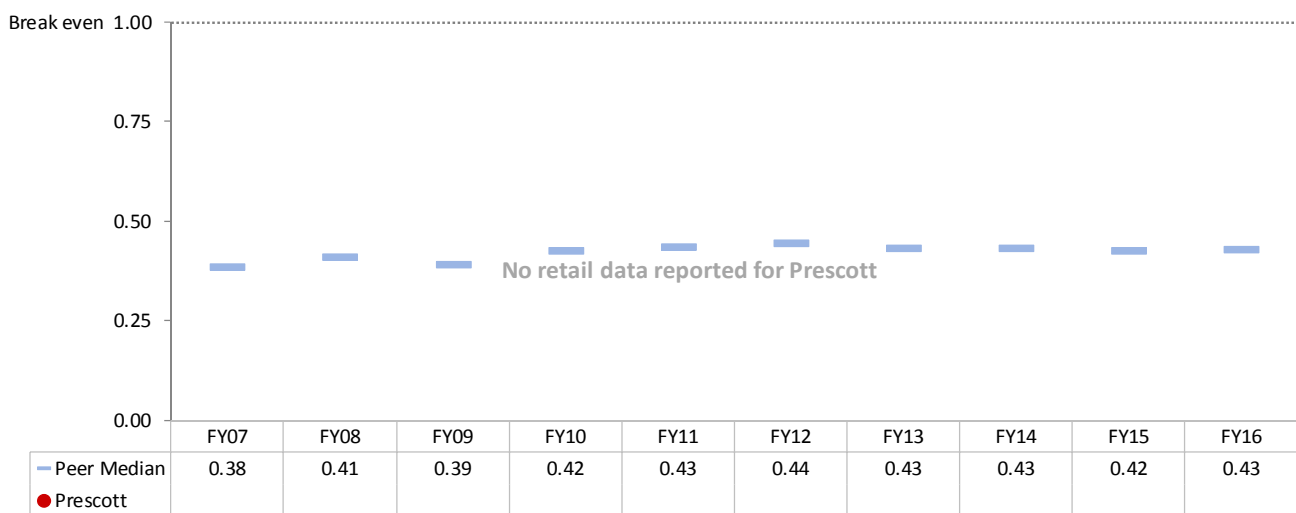 Break even 1.00
0.75
0.50
No retail data reported for Prescott
0.25
0.00
FY07 FY08 FY09 FY10 FY11 FY12 FY13 FY14 FY15 FY16
Peer Median 0.38 0.41 0.39 0.42 0.43 0.44 0.43 0.43 0.42 0.43
Prescott